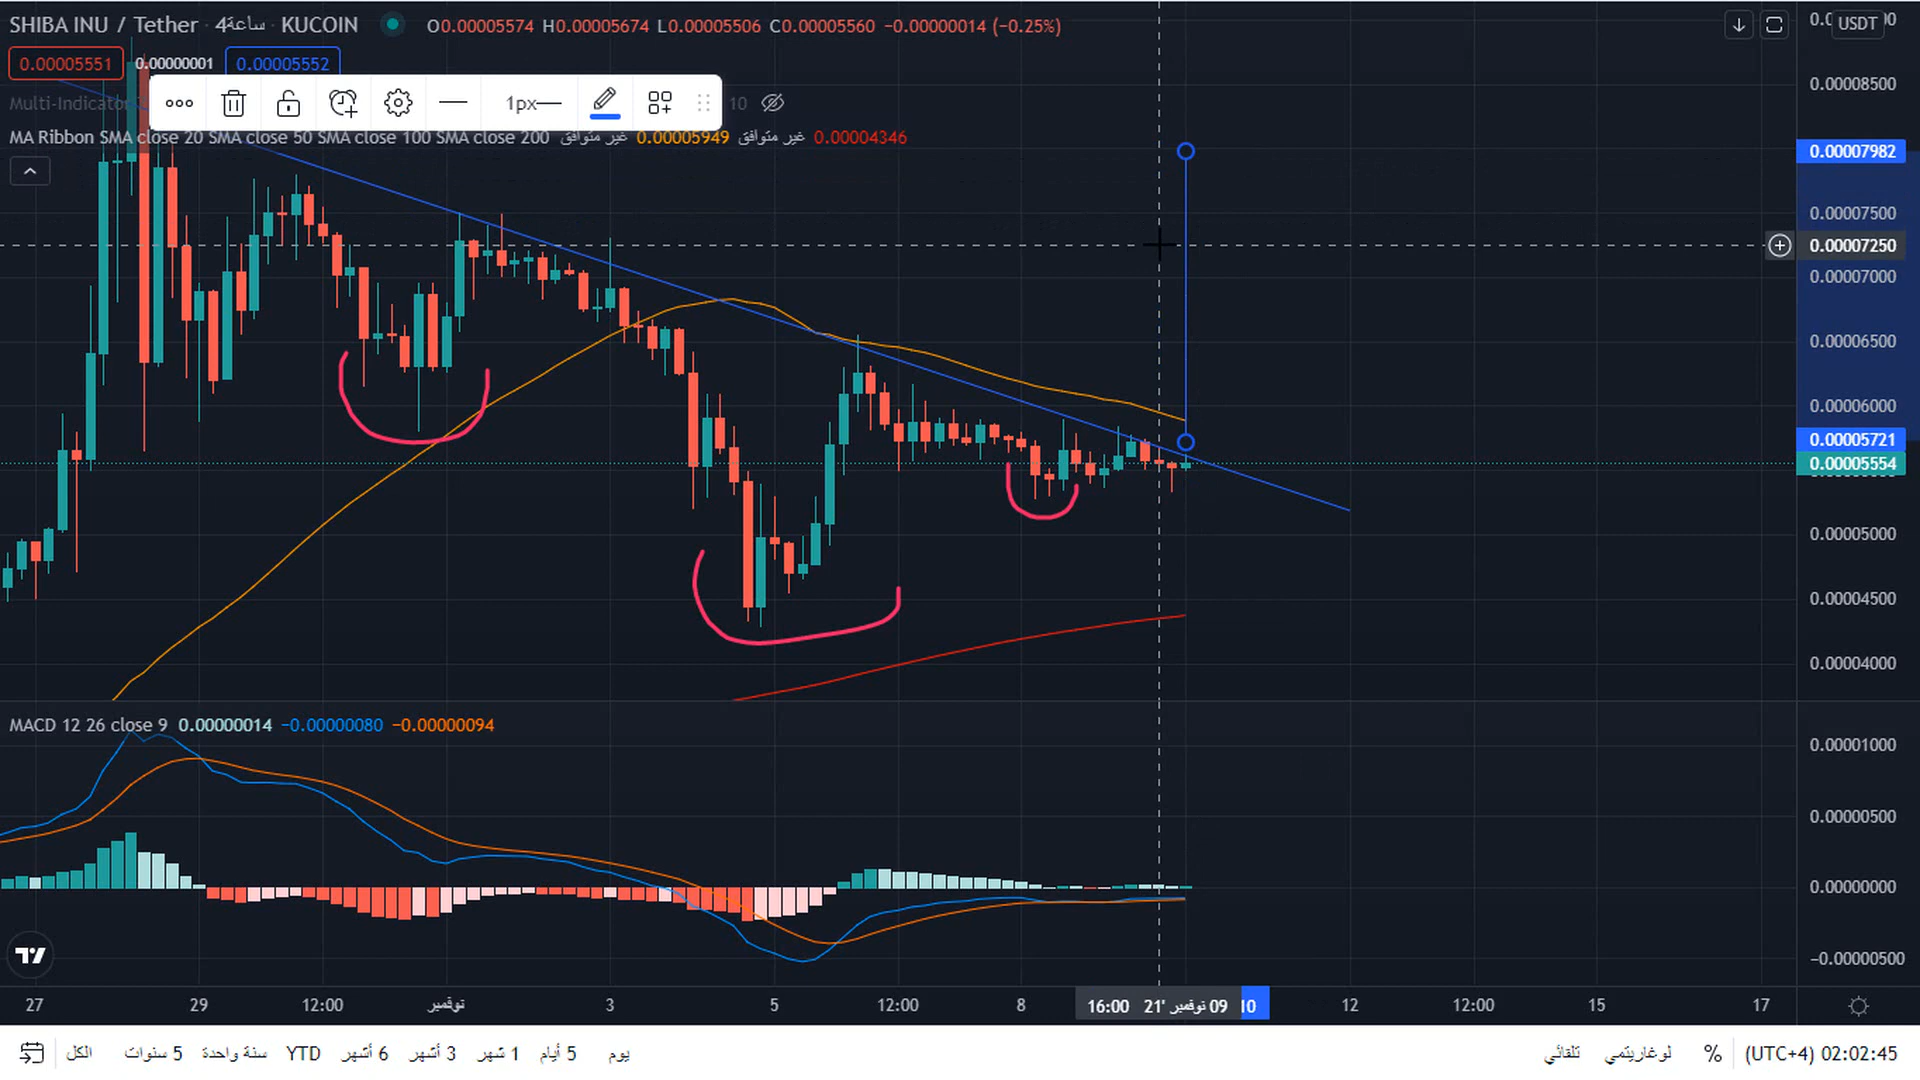 SHIBA INU / Tether · 4ساعة · KUCOIN O0.00005574 H0.00005674 L0.00005506 C0.00005560 −0.00000014 (−0.25%)
0.00005551 0.00000001 0.00005552
Multi-Indicator 10
1px
MA Ribbon SMA close 20 SMA close 50 SMA close 100 SMA close 200 غير متوافق 0.00005949 غير متوافق 0.00004346
USDT
0.00008500
0.00007982
0.00007500
0.00007250
0.00007000
0.00006500
0.00006000
0.00005721
0.00005554
0.00005000
0.00004500
0.00004000
MACD 12 26 close 9 0.00000014 −0.00000080 −0.00000094
0.00001000
0.00000500
0.00000000
−0.00000500
27 29 12:00 نوفمبر 3 5 12:00 8 09 نوفمبر '21 16:00 10 12 12:00 15 17
الكل 5 سنوات سنة واحدة YTD 6 أشهر 3 أشهر 1 شهر 5 أيام يوم
تلقائي لوغاريتمي % (UTC+4) 02:02:45